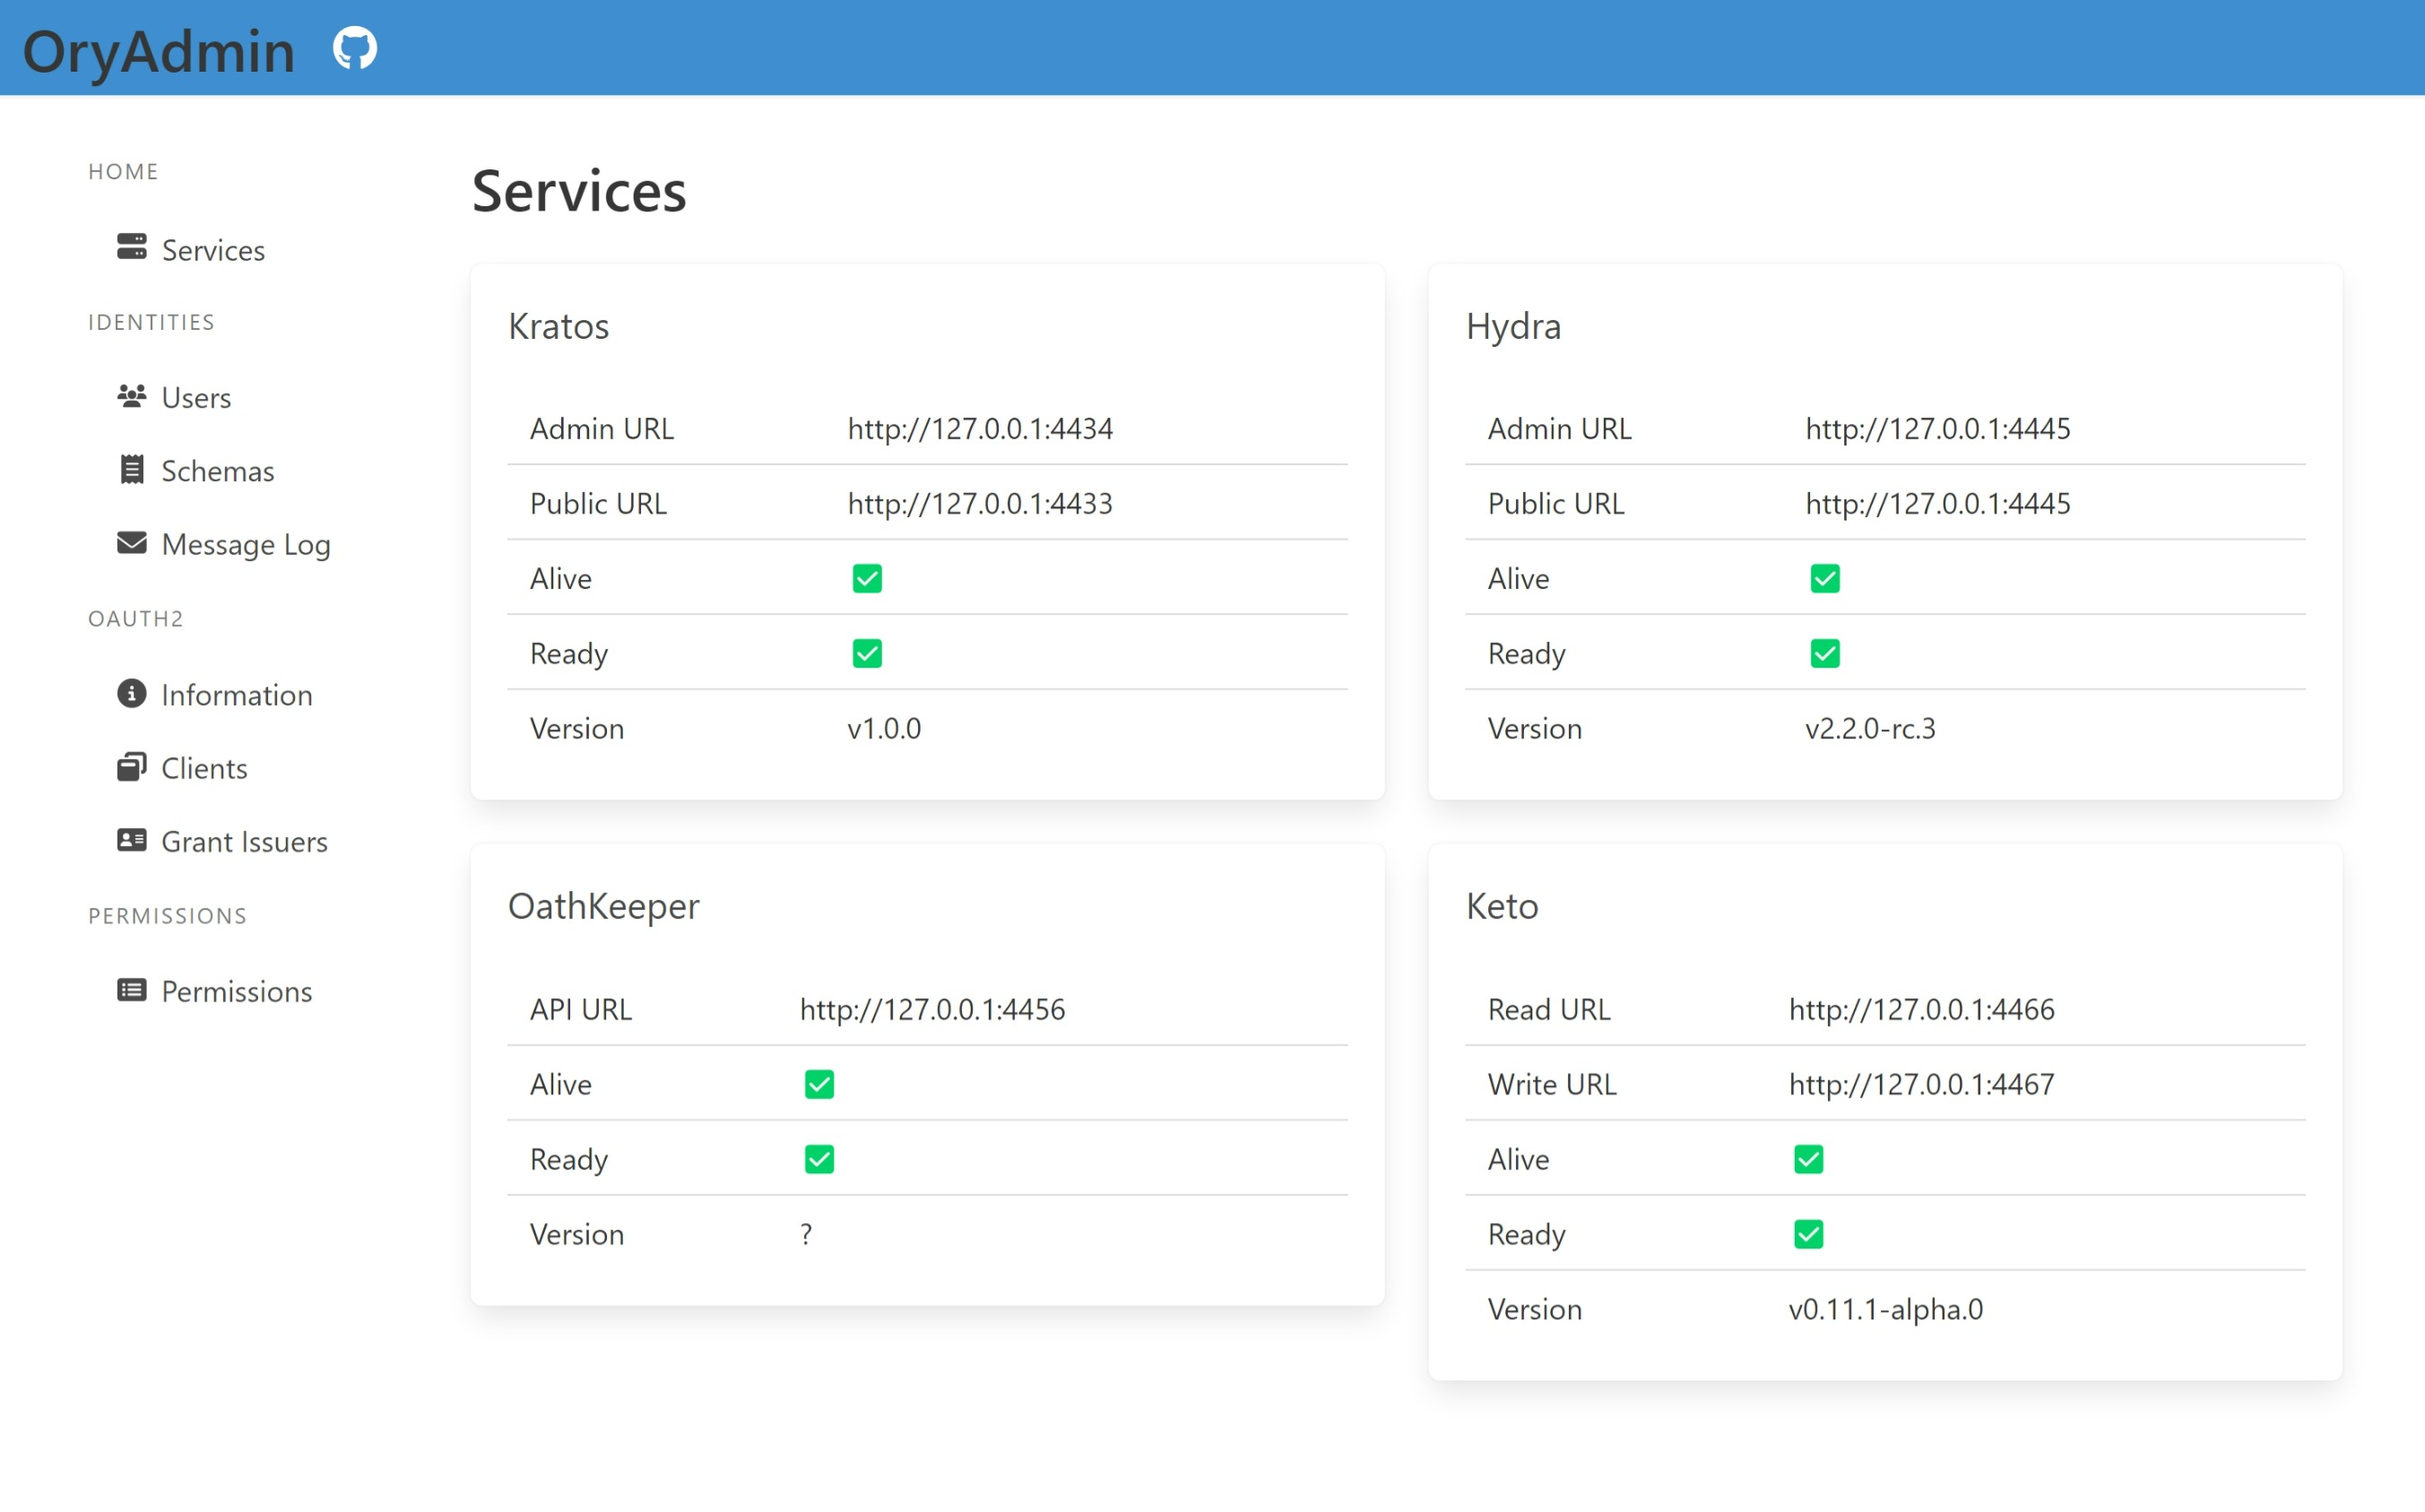 OryAdmin
HOME
Services
IDENTITIES
Users
Schemas
Message Log
OAUTH2
Information
Clients
Grant Issuers
PERMISSIONS
Permissions
Services
Kratos
Admin URL http://127.0.0.1:4434
Public URL http://127.0.0.1:4433
Alive
Ready
Version v1.0.0
Hydra
Admin URL http://127.0.0.1:4445
Public URL http://127.0.0.1:4445
Alive
Ready
Version v2.2.0-rc.3
OathKeeper
API URL http://127.0.0.1:4456
Alive
Ready
Version ?
Keto
Read URL http://127.0.0.1:4466
Write URL http://127.0.0.1:4467
Alive
Ready
Version v0.11.1-alpha.0